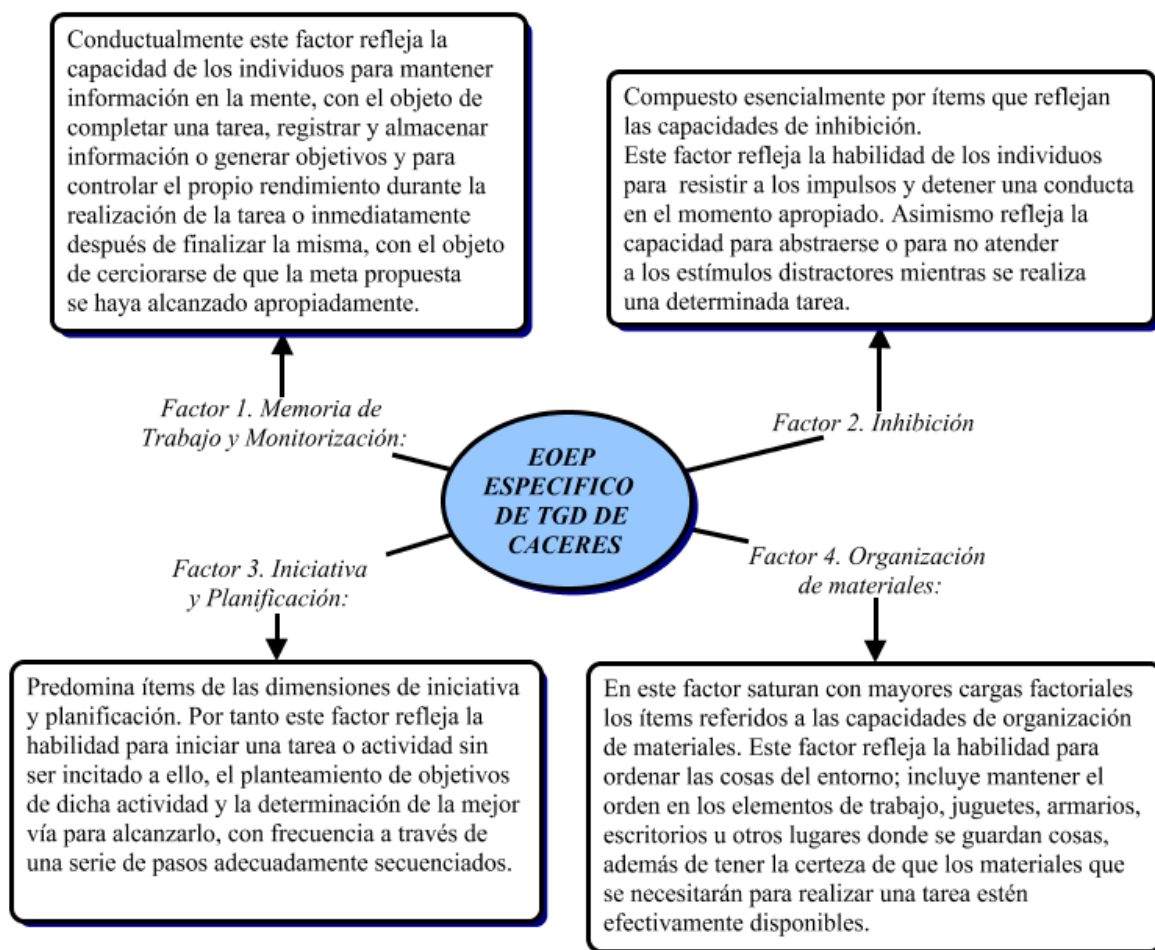 Conductualmente este factor refleja la
capacidad de los individuos para mantener
información en la mente, con el objeto de
completar una tarea, registrar y almacenar
información o generar objetivos y para
controlar el propio rendimiento durante la
realización de la tarea o inmediatamente
después de finalizar la misma, con el objeto
de cerciorarse de que la meta propuesta
se haya alcanzado apropiadamente.
Compuesto esencialmente por ítems que reflejan
las capacidades de inhibición.
Este factor refleja la habilidad de los individuos
para resistir a los impulsos y detener una conducta
en el momento apropiado. Asimismo refleja la
capacidad para abstraerse o para no atender
a los estímulos distractores mientras se realiza
una determinada tarea.
Factor 1. Memoria de
Trabajo y Monitorización:
Factor 2. Inhibición
EOEP
ESPECIFICO
DE TGD DE
CACERES
Factor 3. Iniciativa
y Planificación:
Factor 4. Organización
de materiales:
Predomina ítems de las dimensiones de iniciativa
y planificación. Por tanto este factor refleja la
habilidad para iniciar una tarea o actividad sin
ser incitado a ello, el planteamiento de objetivos
de dicha actividad y la determinación de la mejor
vía para alcanzarlo, con frecuencia a través de
una serie de pasos adecuadamente secuenciados.
En este factor saturan con mayores cargas factoriales
los ítems referidos a las capacidades de organización
de materiales. Este factor refleja la habilidad para
ordenar las cosas del entorno; incluye mantener el
orden en los elementos de trabajo, juguetes, armarios,
escritorios u otros lugares donde se guardan cosas,
además de tener la certeza de que los materiales que
se necesitarán para realizar una tarea estén
efectivamente disponibles.